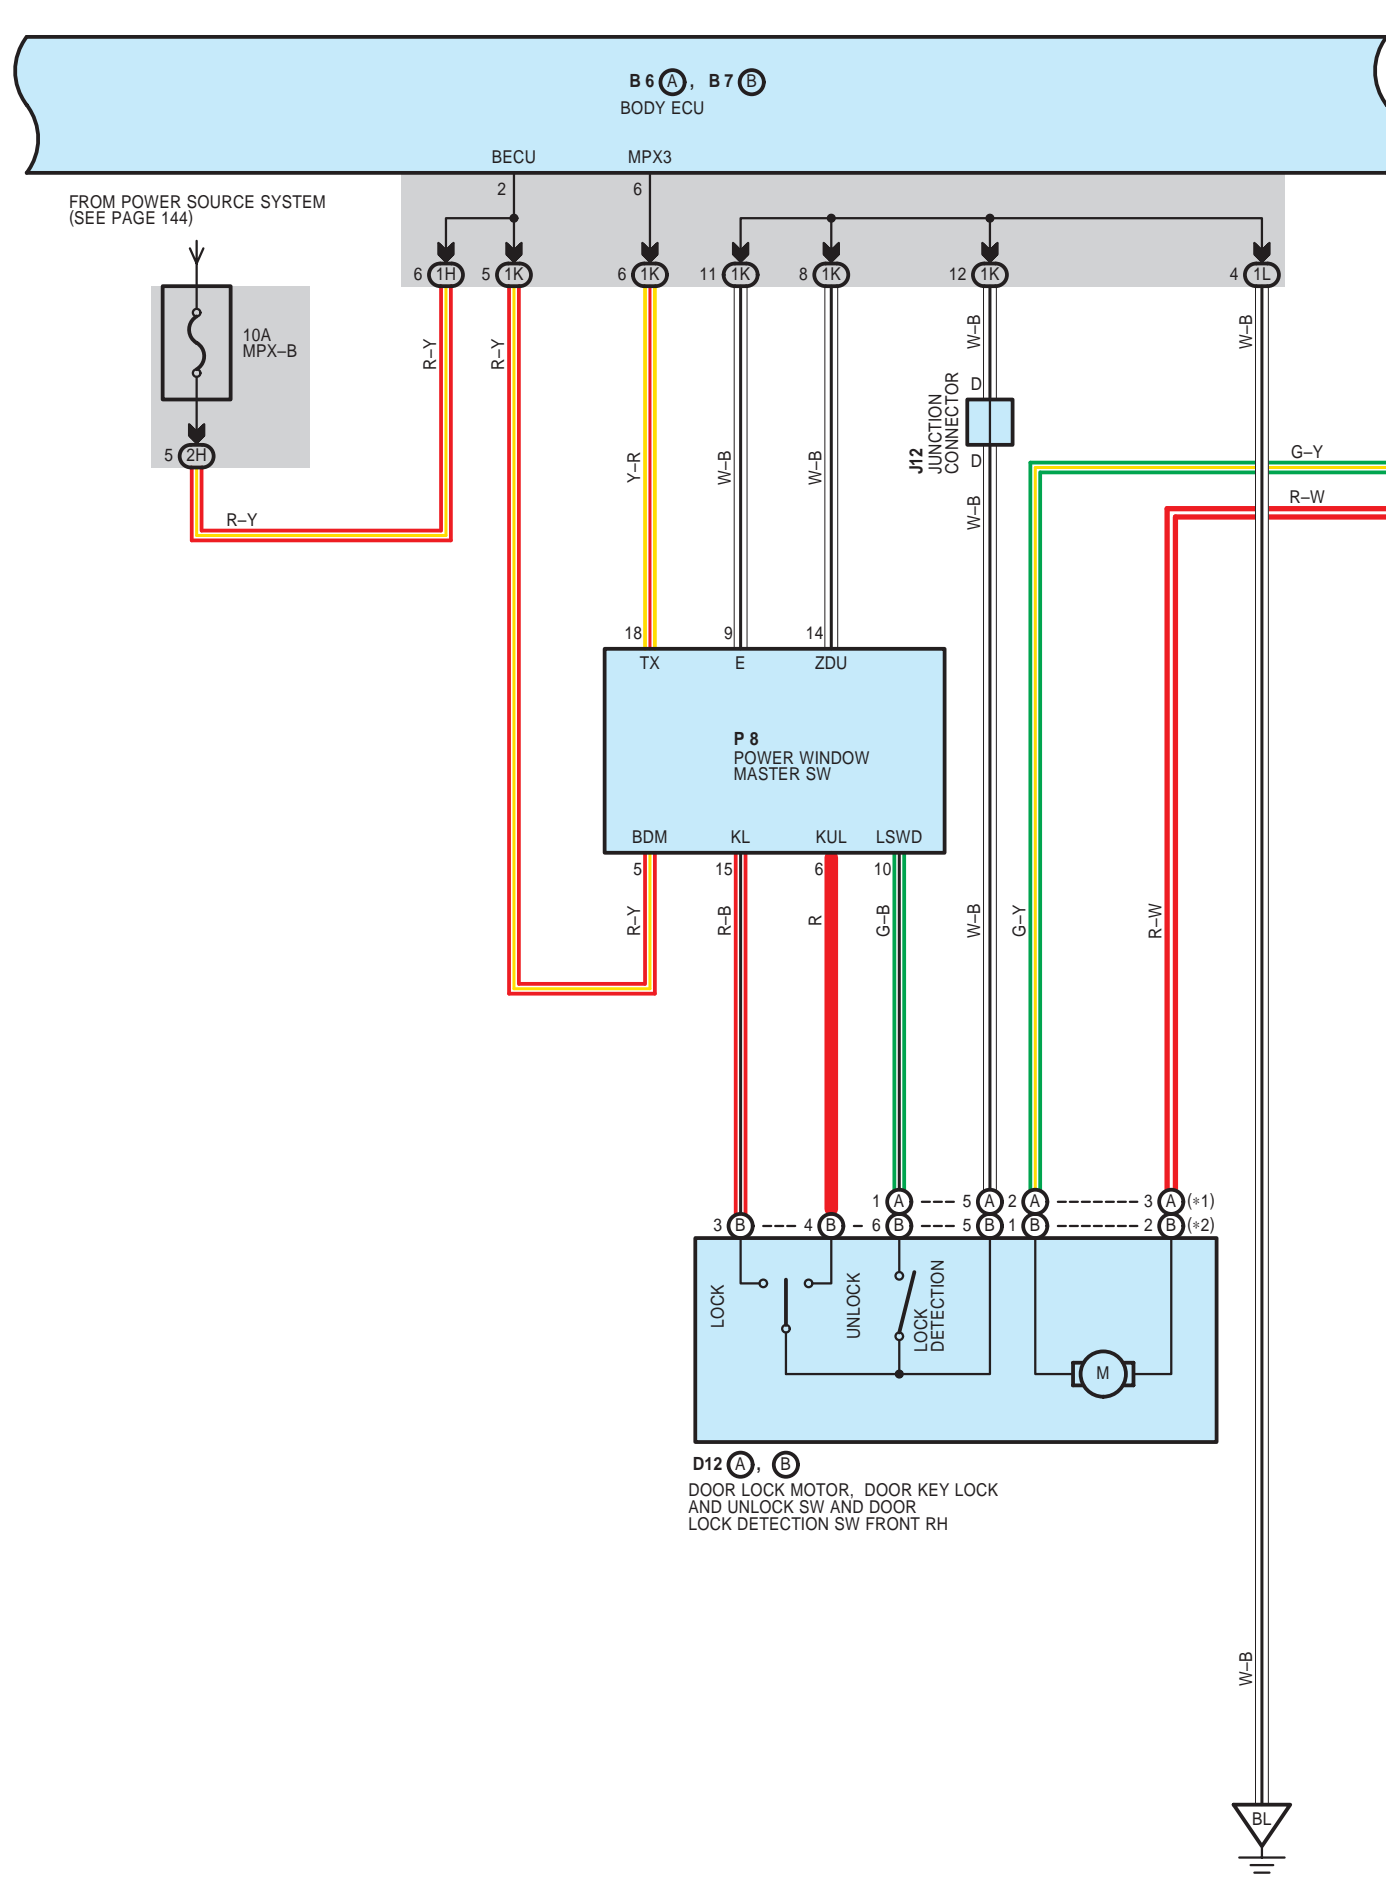 B 6 A , B 7 B
BODY ECU
BECU MPX3
2 6
FROM POWER SOURCE SYSTEM
(SEE PAGE 144)
6 1H 5 1K 6 1K 11 1K 8 1K 12 1K 4 1L
10A
MPX–B
R–Y R–Y W–B W–B
D
J12
JUNCTION
CONNECTOR
D
5 2H
Y–R W–B W–B W–B
G–Y
R–W
R–Y
18 9 14
TX E ZDU
P 8
POWER WINDOW
MASTER SW
BDM KL KUL LSWD
5 15 6 10
R–Y R–B R G–B W–B G–Y R–W
1 A 5 A 2 A 3 A (*1)
3 B 4 B 6 B 5 B 1 B 2 B (*2)
LOCK UNLOCK LOCK
DETECTION
M
D12 A , B
DOOR LOCK MOTOR, DOOR KEY LOCK
AND UNLOCK SW AND DOOR
LOCK DETECTION SW FRONT RH
W–B
BL